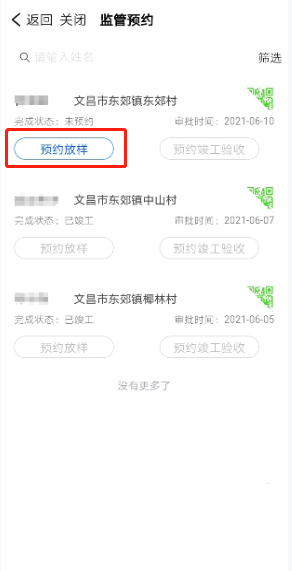 返回 关闭 监管预约
请输入姓名 筛选
文昌市东郊镇东郊村
完成状态：未预约 审批时间：2021-06-10
预约放样 预约竣工验收
文昌市东郊镇中山村
完成状态：已竣工 审批时间：2021-06-07
预约放样 预约竣工验收
文昌市东郊镇椰林村
完成状态：已竣工 审批时间：2021-06-05
预约放样 预约竣工验收
没有更多了